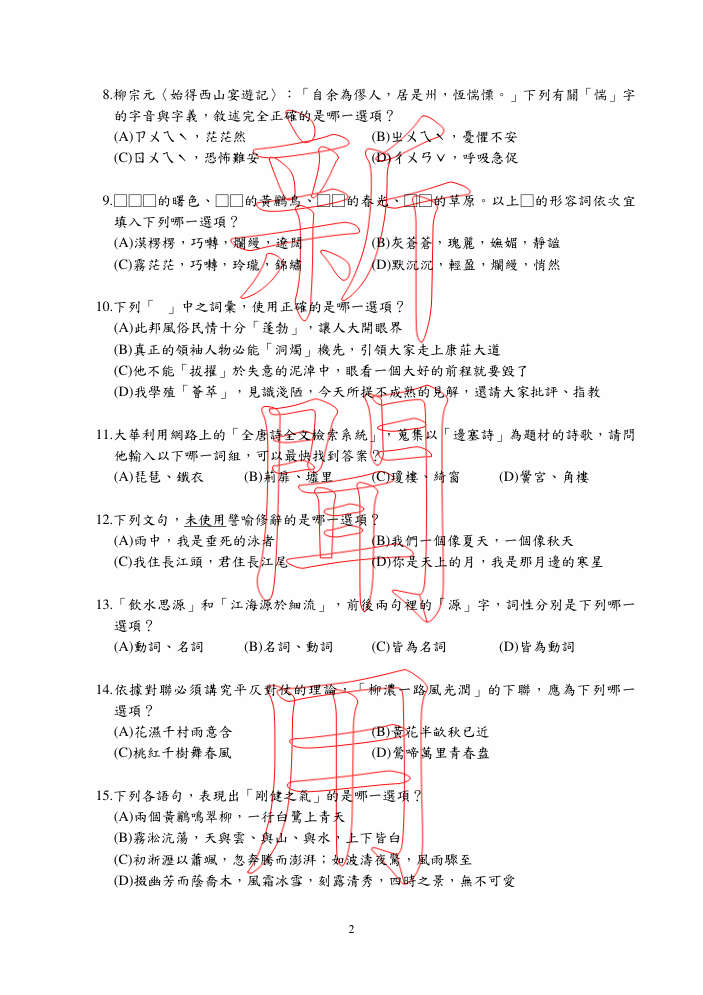 8.柳宗元〈始得西山宴遊記〉:「自余為僇人,居是州,恆惴慄。」下列有關「惴」字
的字音與字義,敘述完全正確的是哪一選項?
(A)ㄗㄨㄟˋ,茫茫然 (B)ㄓㄨㄟˋ,憂懼不安
(C)ㄖㄨㄟˋ,恐怖難安 (D)ㄔㄨㄢˇ,呼吸急促
9.□□□的曙色、□□的黃鸝鳥、□□的春光、□□的草原。以上□的形容詞依次宜
填入下列哪一選項?
(A)漠楞楞,巧囀,爛縵,遼闊 (B)灰蒼蒼,瑰麗,嫵媚,靜謐
(C)霧茫茫,巧囀,玲瓏,錦繡 (D)默沉沉,輕盈,爛縵,悄然
10.下列「 」中之詞彙,使用正確的是哪一選項?
(A)此邦風俗民情十分「蓬勃」,讓人大開眼界
(B)真正的領袖人物必能「洞燭」機先,引領大家走上康莊大道
(C)他不能「拔擢」於失意的泥淖中,眼看一個大好的前程就要毀了
(D)我學殖「薈萃」,見識淺陋,今天所提不成熟的見解,還請大家批評、指教
11.大華利用網路上的「全唐詩全文檢索系統」,蒐集以「邊塞詩」為題材的詩歌,請問
他輸入以下哪一詞組,可以最快找到答案?
(A)琵琶、鐵衣 (B)荊扉、墟里 (C)瓊樓、綺窗 (D)黌宮、角樓
12.下列文句,未使用譬喻修辭的是哪一選項?
(A)雨中,我是垂死的泳者 (B)我們一個像夏天,一個像秋天
(C)我住長江頭,君住長江尾 (D)你是天上的月,我是那月邊的寒星
13.「飲水思源」和「江海源於細流」,前後兩句裡的「源」字,詞性分別是下列哪一
選項?
(A)動詞、名詞 (B)名詞、動詞 (C)皆為名詞 (D)皆為動詞
14.依據對聯必須講究平仄對仗的理論,「柳濃一路風光潤」的下聯,應為下列哪一
選項?
(A)花濕千村雨意含 (B)黃花半畝秋已近
(C)桃紅千樹舞春風 (D)鶯啼萬里青春盎
15.下列各語句,表現出「剛健之氣」的是哪一選項?
(A)兩個黃鸝鳴翠柳,一行白鷺上青天
(B)霧淞沆蕩,天與雲、與山、與水,上下皆白
(C)初淅瀝以蕭颯,忽奔騰而澎湃;如波濤夜驚,風雨驟至
(D)掇幽芳而蔭喬木,風霜冰雪,刻露清秀,四時之景,無不可愛
新聞用
2